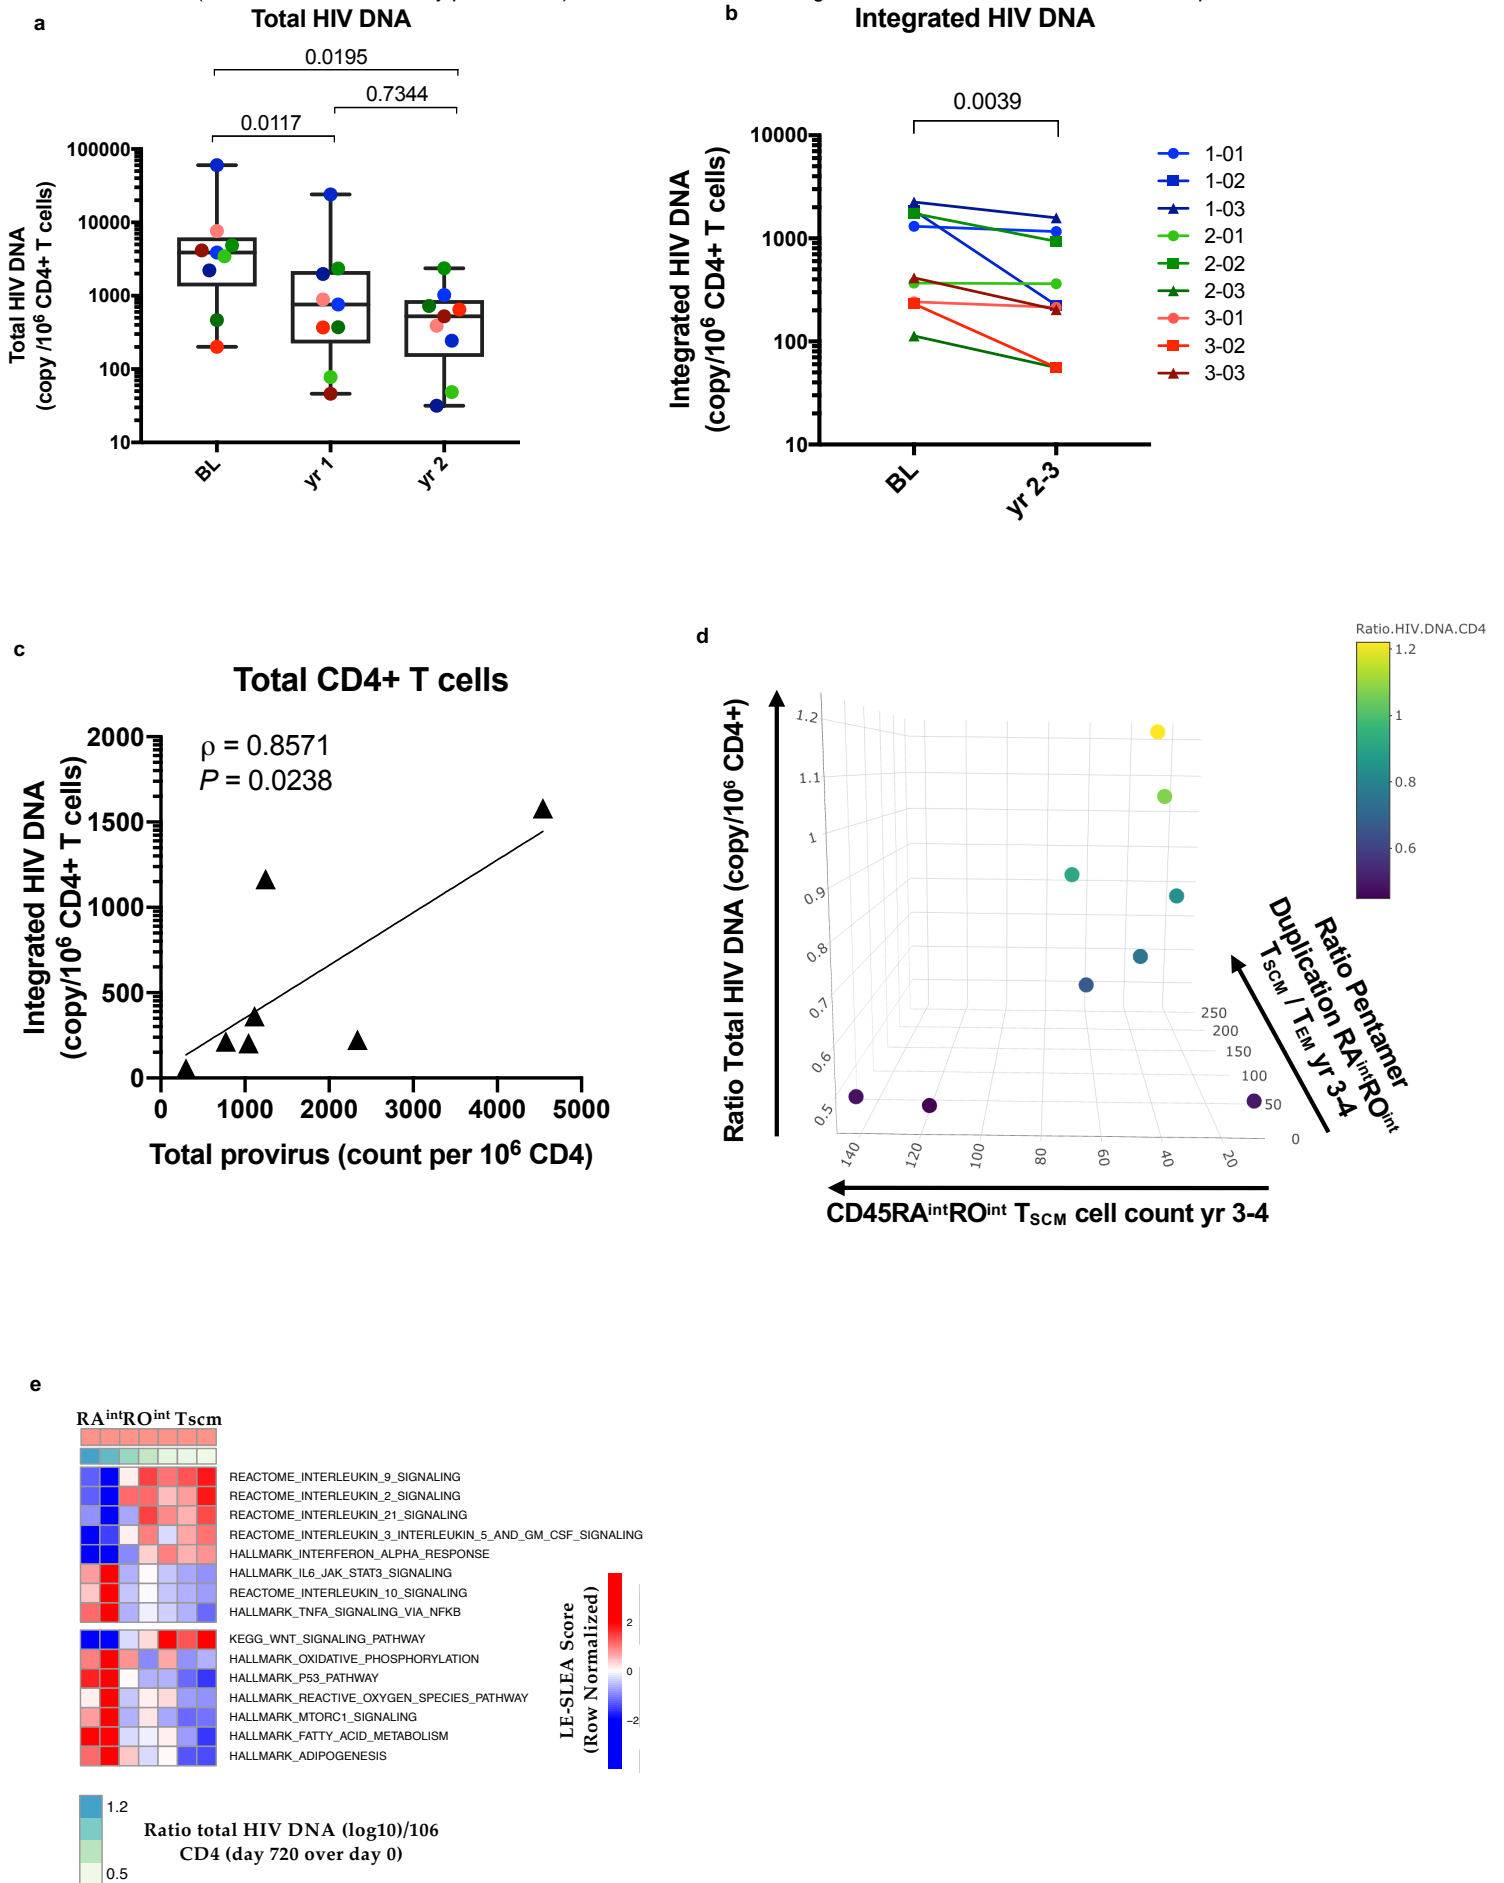 a
Total HIV DNA
0.0195
0.7344
0.0117
100000
10000
1000
100
10
Total HIV DNA
(copy /10⁶ CD4+ T cells)
BL
yr 1
yr 2
b
Integrated HIV DNA
0.0039
10000
1000
100
10
Integrated HIV DNA
(copy/10⁶ CD4+ T cells)
BL
yr 2-3
1-01
1-02
1-03
2-01
2-02
2-03
3-01
3-02
3-03
c
Total CD4+ T cells
ρ = 0.8571
P = 0.0238
2000
1500
1000
500
0
Integrated HIV DNA
(copy/10⁶ CD4+ T cells)
0 1000 2000 3000 4000 5000
Total provirus (count per 10⁶ CD4)
d
Ratio.HIV.DNA.CD4
1.2
1
0.8
0.6
Ratio Total HIV DNA (copy/10⁶ CD4+)
1.2
1.1
1
0.9
0.8
0.7
0.6
0.5
140 120 100 80 60 40 20
250
200
150
100
50
0
Ratio Pentamer
Duplication RAⁱⁿᵗROⁱⁿᵗ
TSCM / TEM yr 3-4
CD45RAⁱⁿᵗROⁱⁿᵗ TSCM cell count yr 3-4
e
RAⁱⁿᵗROⁱⁿᵗ Tscm
REACTOME_INTERLEUKIN_9_SIGNALING
REACTOME_INTERLEUKIN_2_SIGNALING
REACTOME_INTERLEUKIN_21_SIGNALING
REACTOME_INTERLEUKIN_3_INTERLEUKIN_5_AND_GM_CSF_SIGNALING
HALLMARK_INTERFERON_ALPHA_RESPONSE
HALLMARK_IL6_JAK_STAT3_SIGNALING
REACTOME_INTERLEUKIN_10_SIGNALING
HALLMARK_TNFA_SIGNALING_VIA_NFKB
KEGG_WNT_SIGNALING_PATHWAY
HALLMARK_OXIDATIVE_PHOSPHORYLATION
HALLMARK_P53_PATHWAY
HALLMARK_REACTIVE_OXYGEN_SPECIES_PATHWAY
HALLMARK_MTORC1_SIGNALING
HALLMARK_FATTY_ACID_METABOLISM
HALLMARK_ADIPOGENESIS
LE-SLEA Score
(Row Normalized)
2
0
−2
1.2
0.5
Ratio total HIV DNA (log10)/106
CD4 (day 720 over day 0)